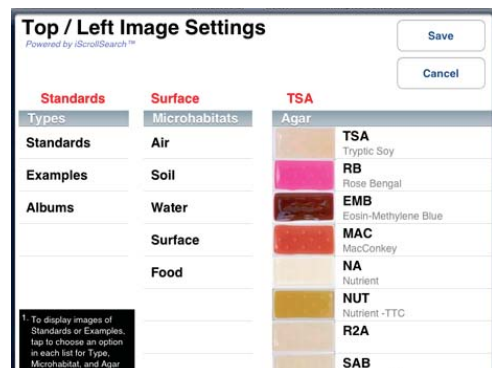 Top / Left Image Settings
Powered by iScrollSearch™
Save
Cancel
Standards
Surface
TSA
Types
Microhabitats
Agar
Standards
Examples
Albums
Air
Soil
Water
Surface
Food
TSA
Tryptic Soy
RB
Rose Bengal
EMB
Eosin-Methylene Blue
MAC
MacConkey
NA
Nutrient
NUT
Nutrient -TTC
R2A
SAB
1. To display images of
Standards or Examples,
tap to choose an option
in each list for Type,
Microhabitat, and Agar